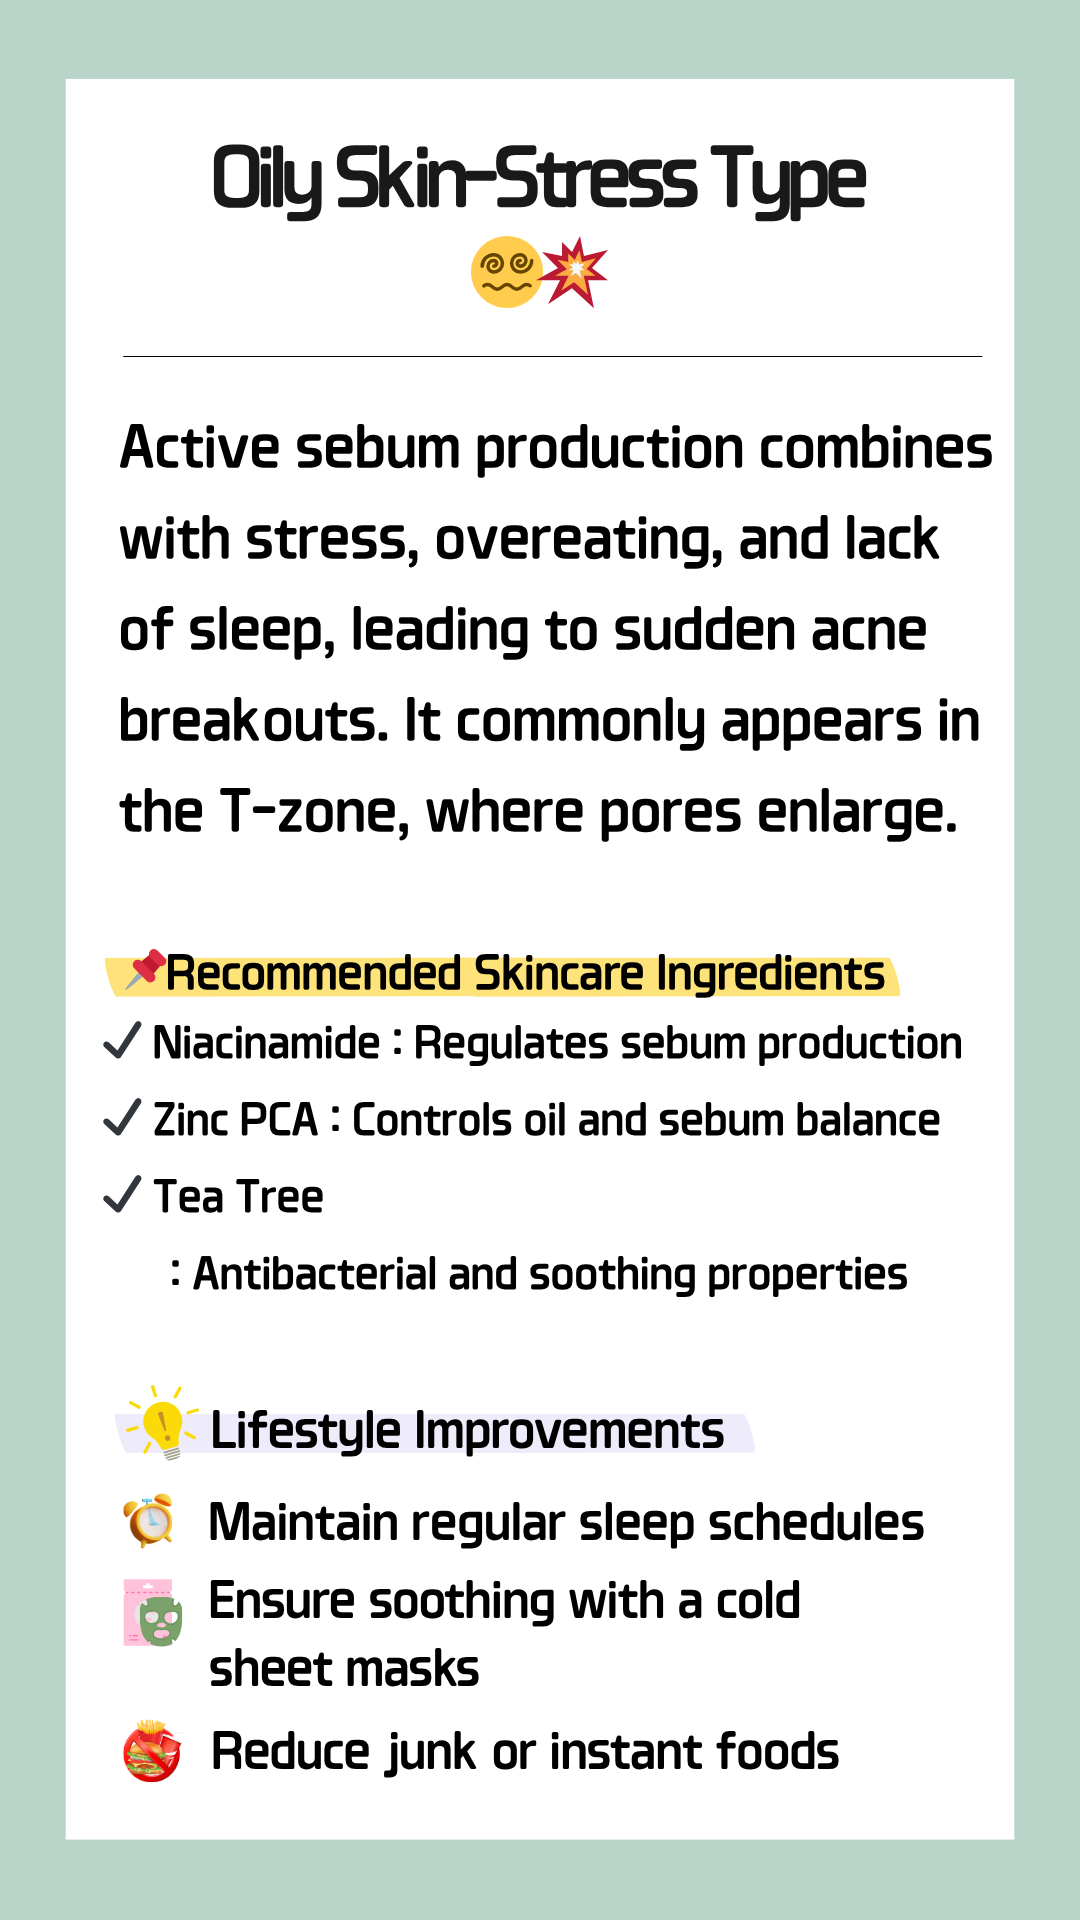 Oily Skin-Stress Type
Active sebum production combines
with stress, overeating, and lack
of sleep, leading to sudden acne
breakouts. It commonly appears in
the T-zone, where pores enlarge.
Recommended Skincare Ingredients
Niacinamide : Regulates sebum production
Zinc PCA : Controls oil and sebum balance
Tea Tree
: Antibacterial and soothing properties
Lifestyle Improvements
Maintain regular sleep schedules
Ensure soothing with a cold
sheet masks
Reduce junk or instant foods